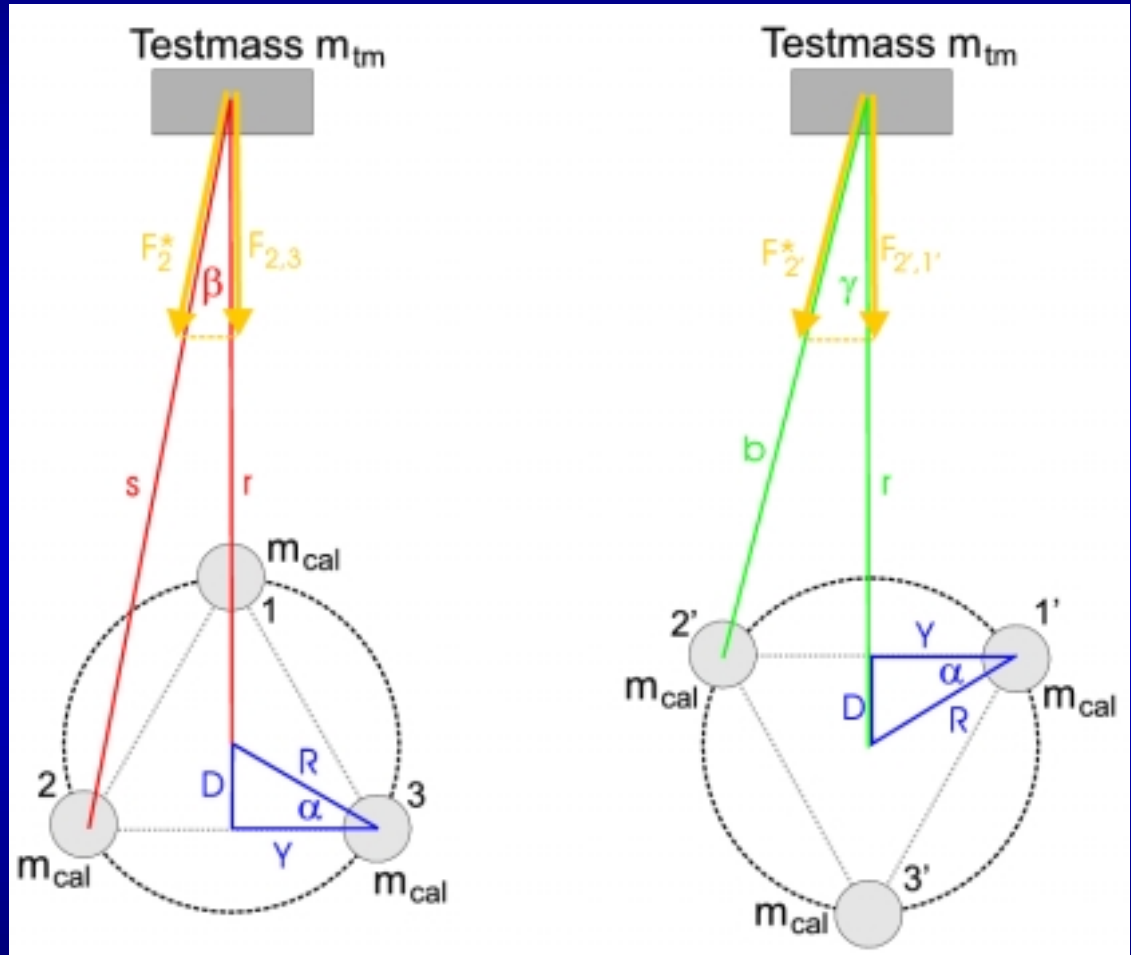 Testmass m_tm
F*_2
F_2,3
β
s
r
m_cal
1
R
D
α
Y
2
3
m_cal
m_cal
Testmass m_tm
F*_2'
F_2',1'
γ
b
r
2'
1'
Y
α
m_cal
D
R
m_cal
3'
m_cal